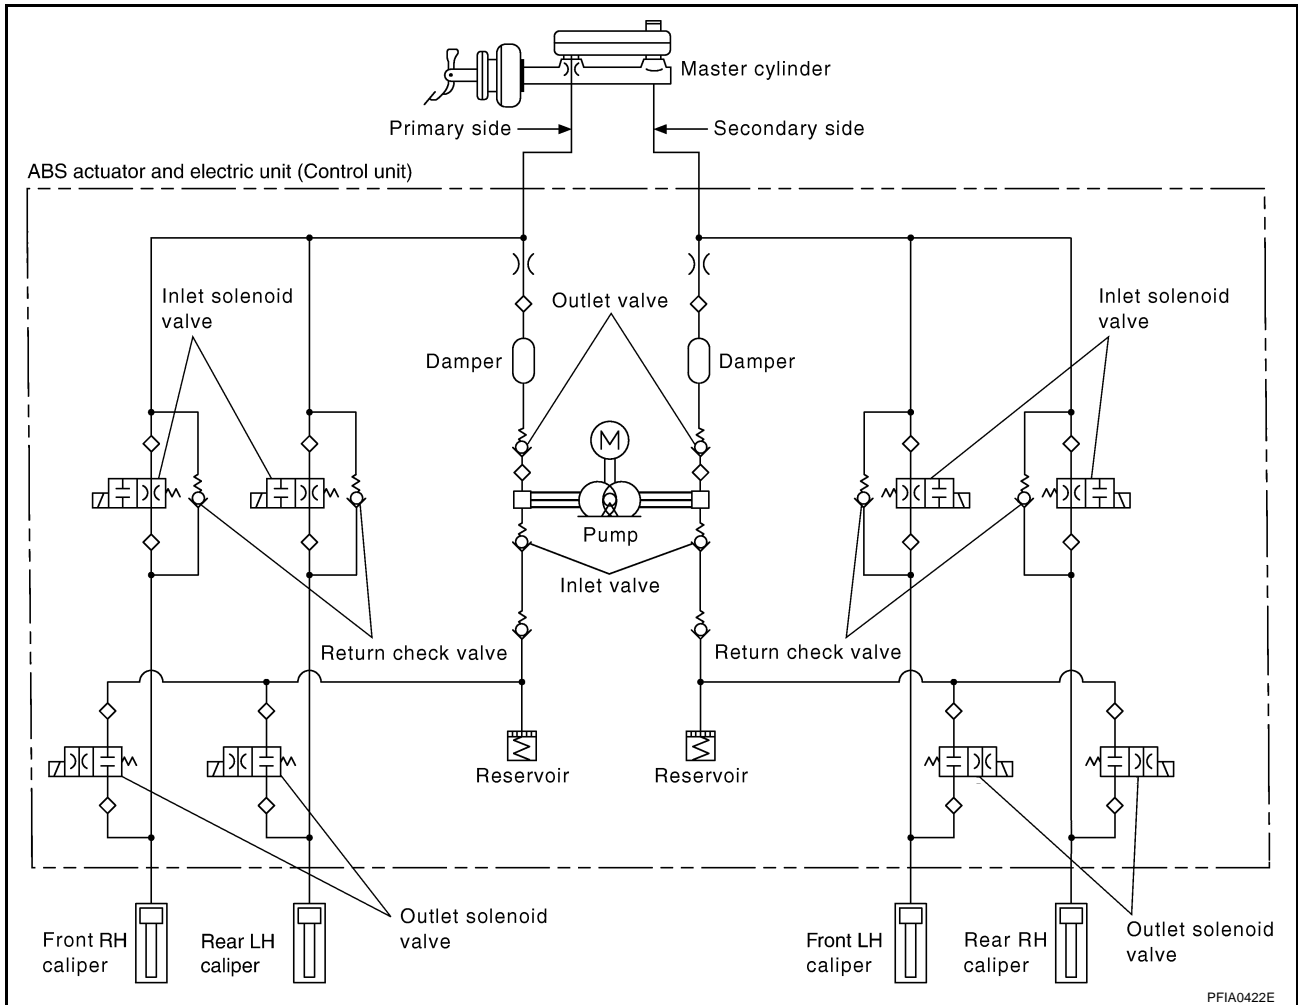 Master cylinder
Primary side
Secondary side
ABS actuator and electric unit (Control unit)
Inlet solenoid
valve
Outlet valve
Inlet solenoid
valve
Damper
Damper
M
Pump
Inlet valve
Return check valve
Return check valve
Reservoir
Reservoir
Outlet solenoid
valve
Outlet solenoid
valve
Front RH
caliper
Rear LH
caliper
Front LH
caliper
Rear RH
caliper
PFIA0422E